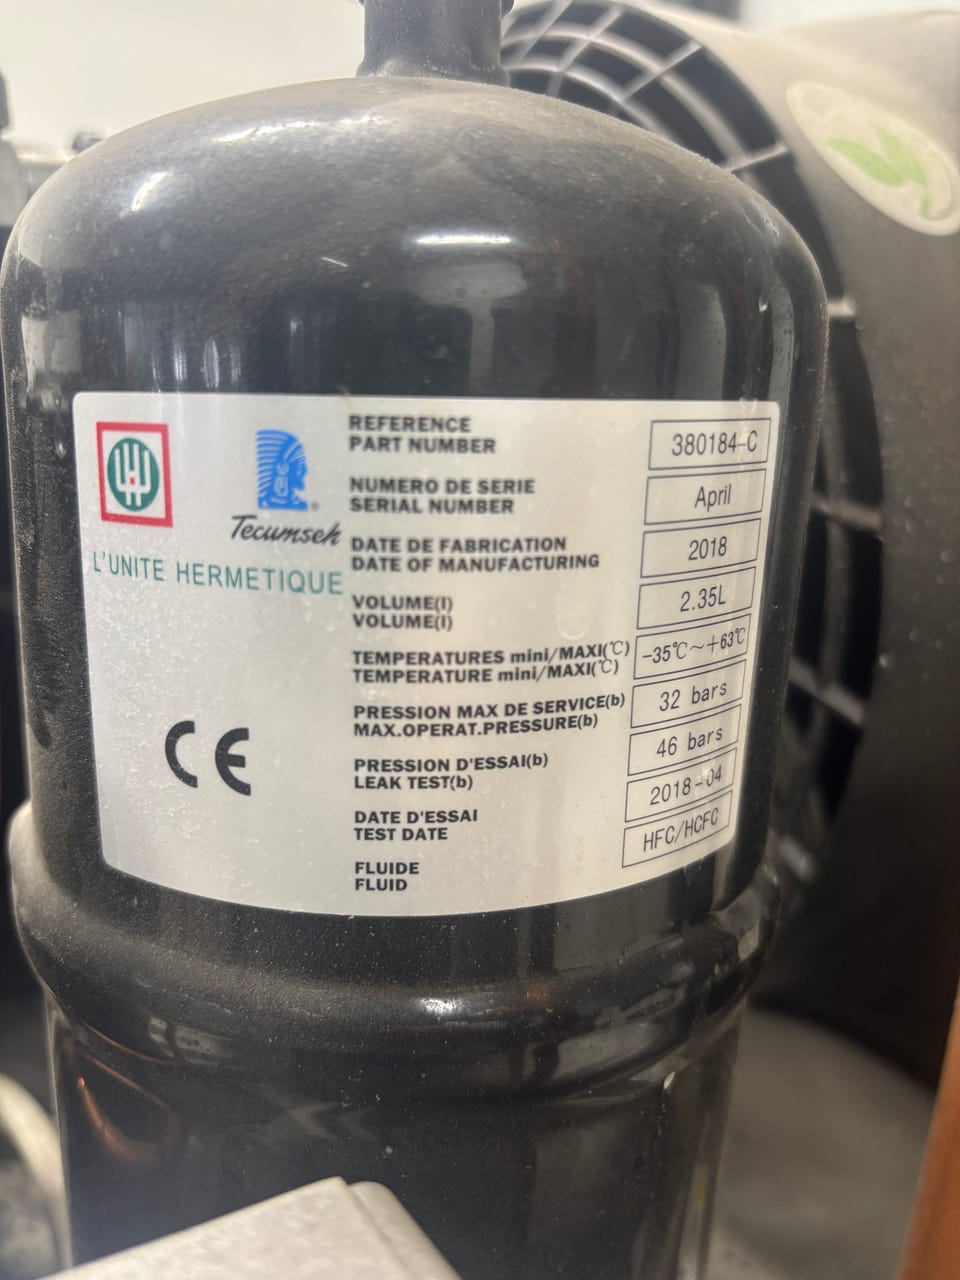 REFERENCE
PART NUMBER
380184-C
NUMERO DE SERIE
SERIAL NUMBER
April
DATE DE FABRICATION
DATE OF MANUFACTURING
2018
VOLUME(l)
VOLUME(l)
2.35L
TEMPERATURES mini/MAXI(℃)
TEMPERATURE mini/MAXI(℃)
-35℃~+63℃
PRESSION MAX DE SERVICE(b)
MAX.OPERAT.PRESSURE(b)
32 bars
PRESSION D'ESSAI(b)
LEAK TEST(b)
46 bars
DATE D'ESSAI
TEST DATE
2018-04
FLUIDE
FLUID
HFC/HCFC
Tecumseh
®
L'UNITE HERMETIQUE
CE